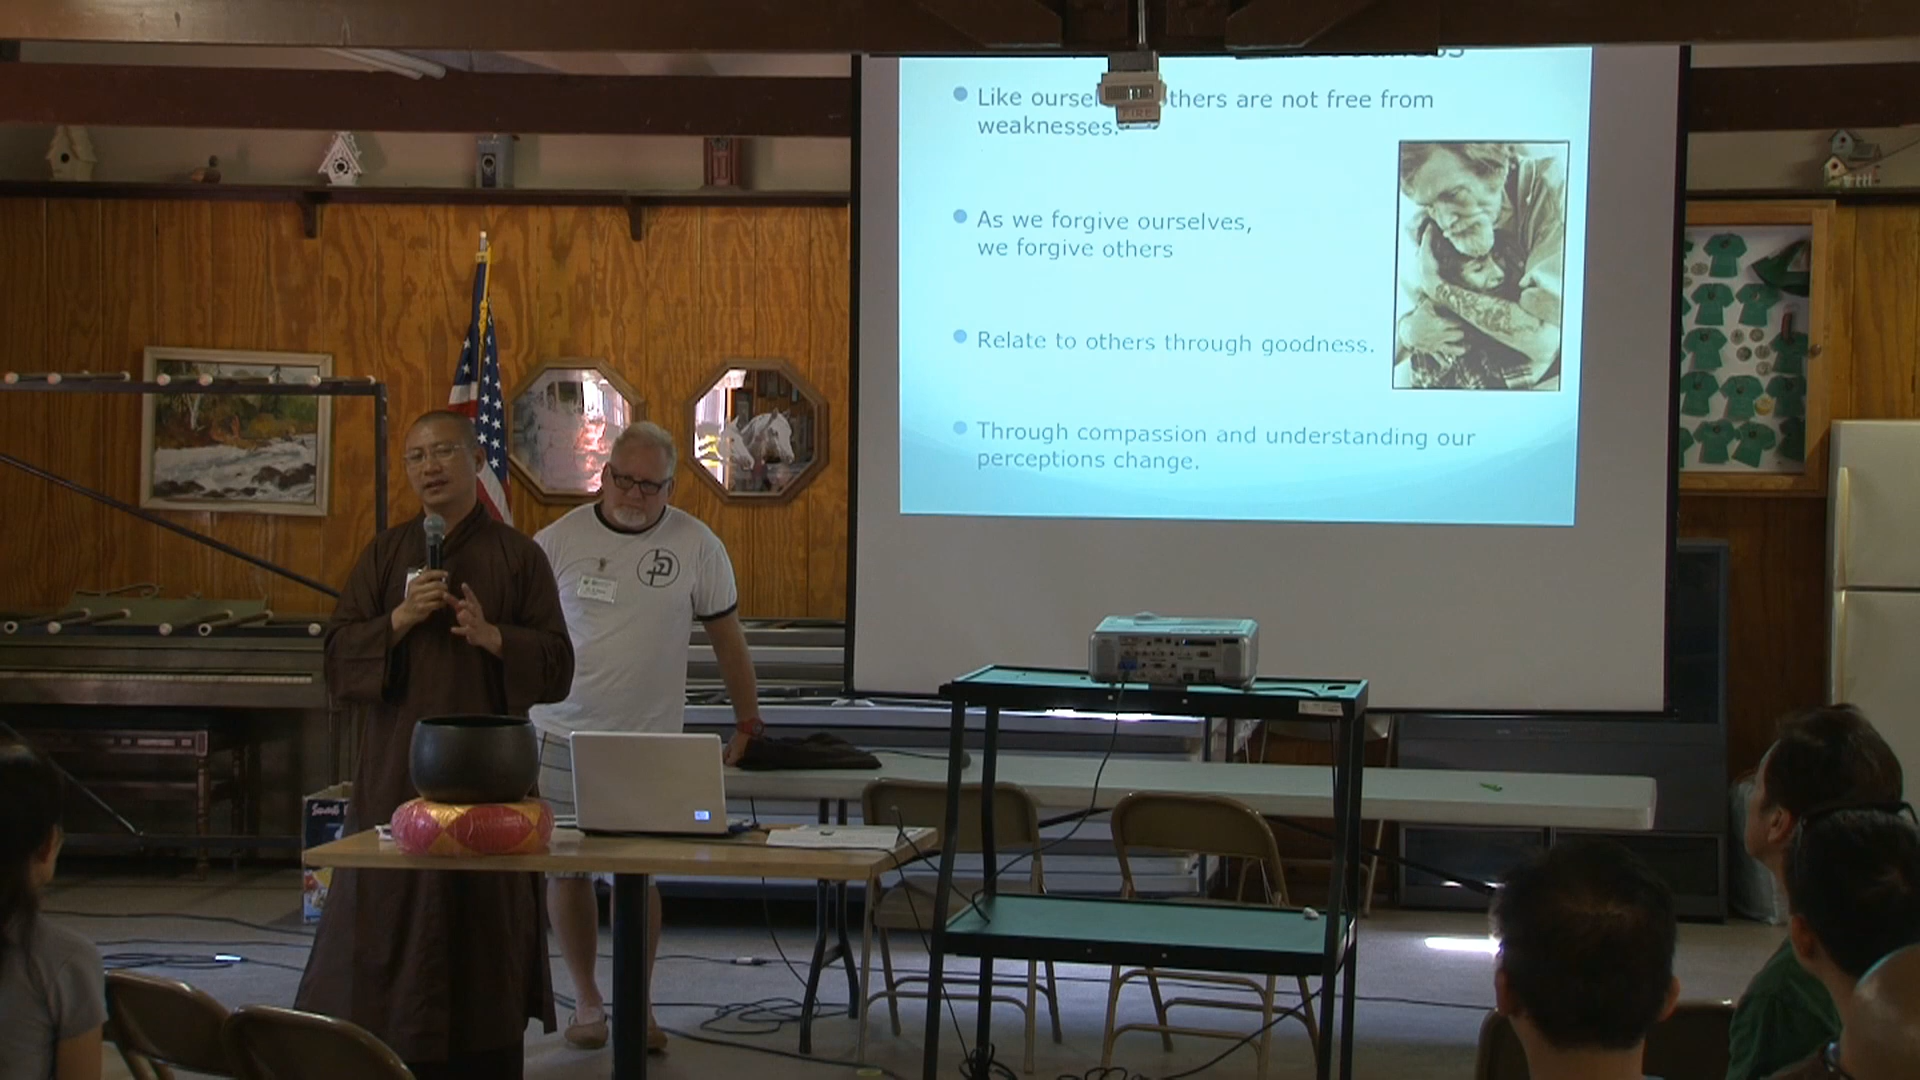 Like oursel thers are not free from
weaknesses.
As we forgive ourselves,
we forgive others
Relate to others through goodness.
Through compassion and understanding our
perceptions change.
FIRE